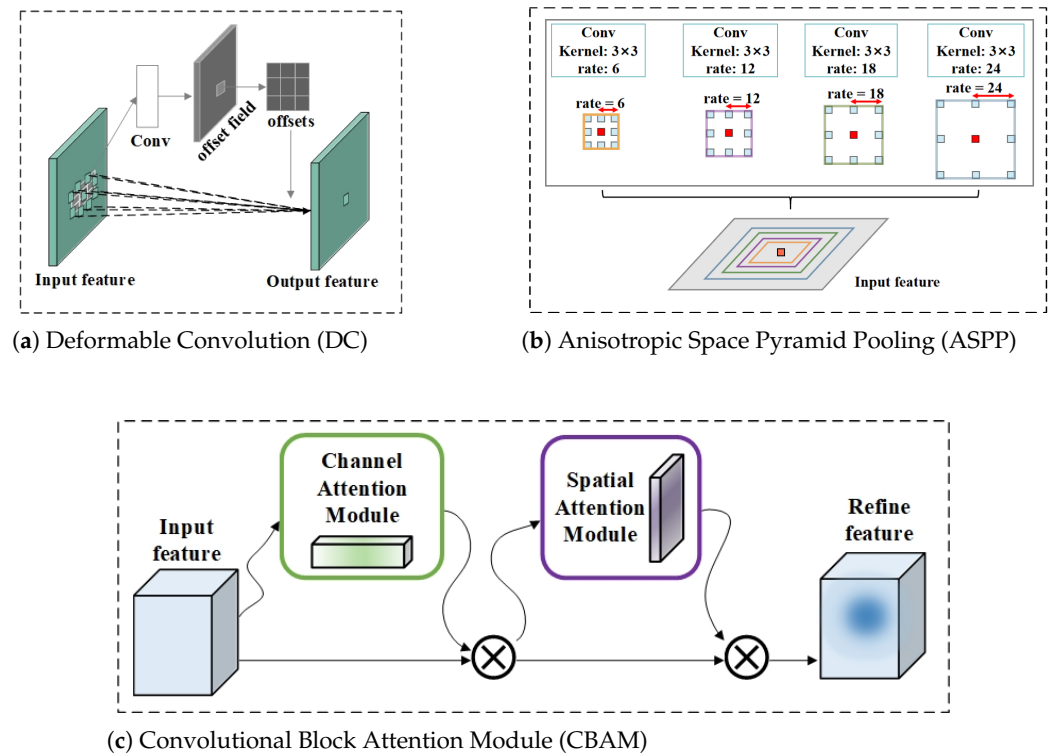 Conv
offset field
offsets
Input feature
Output feature
(a) Deformable Convolution (DC)
Conv
Kernel: 3×3
rate: 6
Conv
Kernel: 3×3
rate: 12
Conv
Kernel: 3×3
rate: 18
Conv
Kernel: 3×3
rate: 24
rate = 6
rate = 12
rate = 18
rate = 24
Input feature
(b) Anisotropic Space Pyramid Pooling (ASPP)
Input
feature
Channel
Attention
Module
Spatial
Attention
Module
Refine
feature
(c) Convolutional Block Attention Module (CBAM)